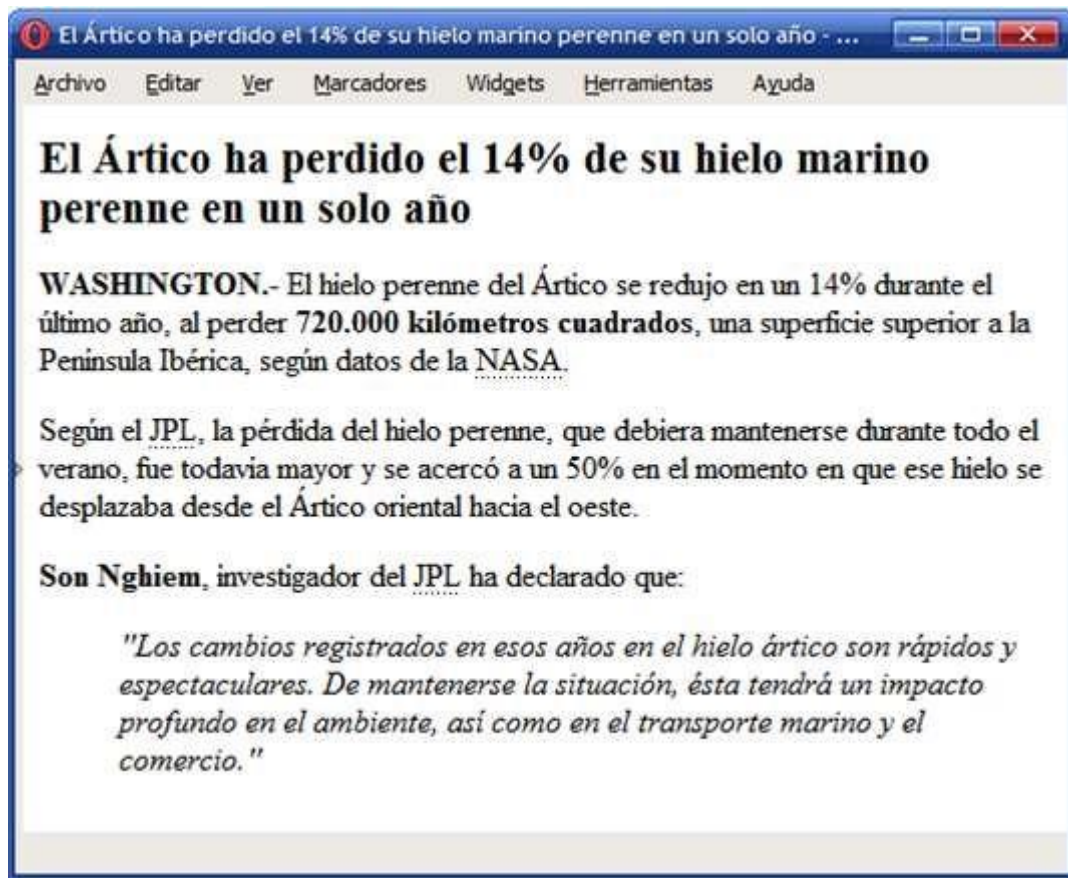 El Ártico ha perdido el 14% de su hielo marino perenne en un solo año - ...
Archivo Editar Ver Marcadores Widgets Herramientas Ayuda
El Ártico ha perdido el 14% de su hielo marino
perenne en un solo año
WASHINGTON.- El hielo perenne del Ártico se redujo en un 14% durante el
último año, al perder 720.000 kilómetros cuadrados, una superficie superior a la
Península Ibérica, según datos de la NASA.
Según el JPL, la pérdida del hielo perenne, que debiera mantenerse durante todo el
verano, fue todavia mayor y se acercó a un 50% en el momento en que ese hielo se
desplazaba desde el Ártico oriental hacia el oeste.
Son Nghiem, investigador del JPL ha declarado que:
"Los cambios registrados en esos años en el hielo ártico son rápidos y
espectaculares. De mantenerse la situación, ésta tendrá un impacto
profundo en el ambiente, así como en el transporte marino y el
comercio."